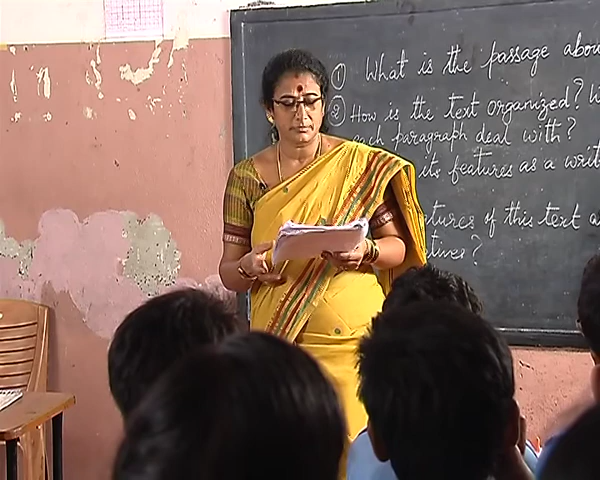 ① What is the passage abou
② How is the text organized?
each paragraph deal with?
its features as a writ
atures of this text a
tives?